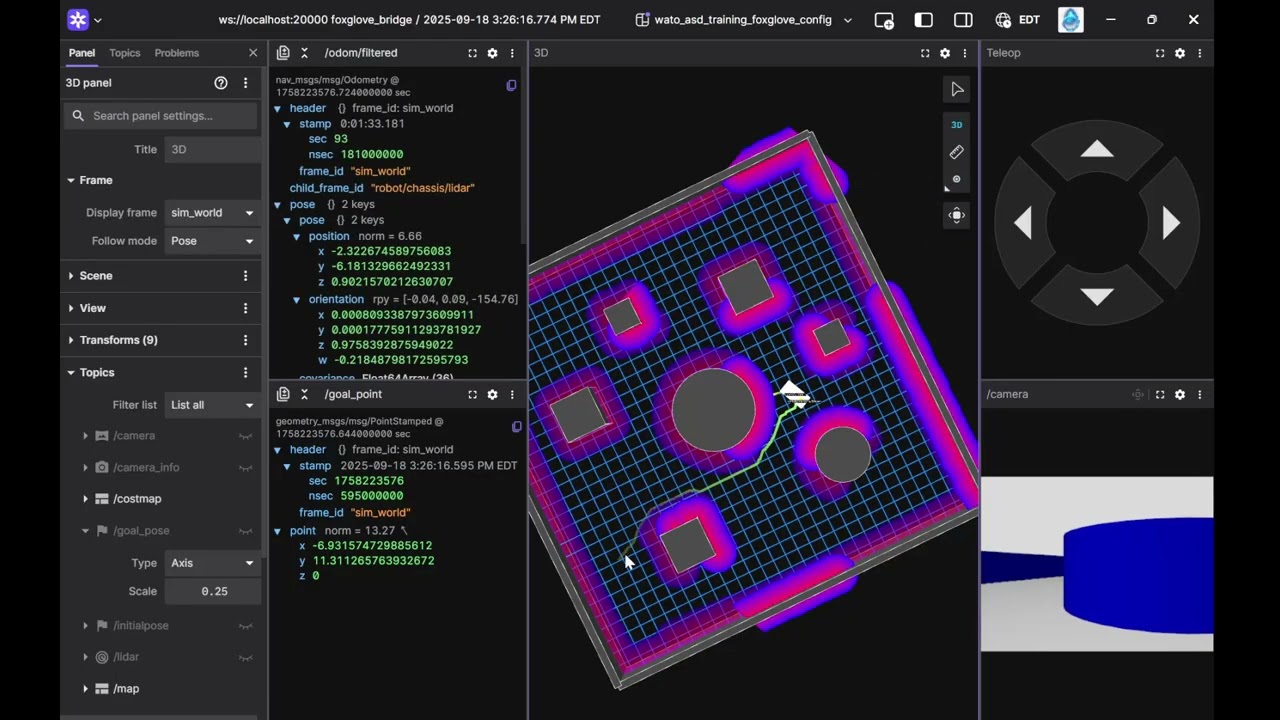 ws://localhost:20000 foxglove_bridge / 2025-09-18 3:26:16.774 PM EDT
wato_asd_training_foxglove_config
EDT
Panel
Topics
Problems
3D panel
Search panel settings...
Title
3D
Frame
Display frame
sim_world
Follow mode
Pose
Scene
View
Transforms (9)
Topics
Filter list
List all
/camera
/camera_info
/costmap
/goal_pose
Type
Axis
Scale
0.25
/initialpose
/lidar
/map
/odom/filtered
nav_msgs/msg/Odometry @
1758223576.724000000 sec
header {} frame_id: sim_world
stamp 0:01:33.181
sec 93
nsec 181000000
frame_id "sim_world"
child_frame_id "robot/chassis/lidar"
pose {} 2 keys
pose {} 2 keys
position norm = 6.66
x -2.322674589756083
y -6.181329662492331
z 0.9021570212630707
orientation rpy = [-0.04, 0.09, -154.76]
x 0.0008093387973609911
y 0.000177759112937819​27
z 0.9758392875949022
w -0.21848798172595793
covariance Float64Array (36)
/goal_point
geometry_msgs/msg/PointStamped @
1758223576.644000000 sec
header {} frame_id: sim_world
stamp 2025-09-18 3:26:16.595 PM EDT
sec 1758223576
nsec 595000000
frame_id "sim_world"
point norm = 13.27
x -6.931574729885612
y 11.311265763932672
z 0
3D
3D
Teleop
/camera